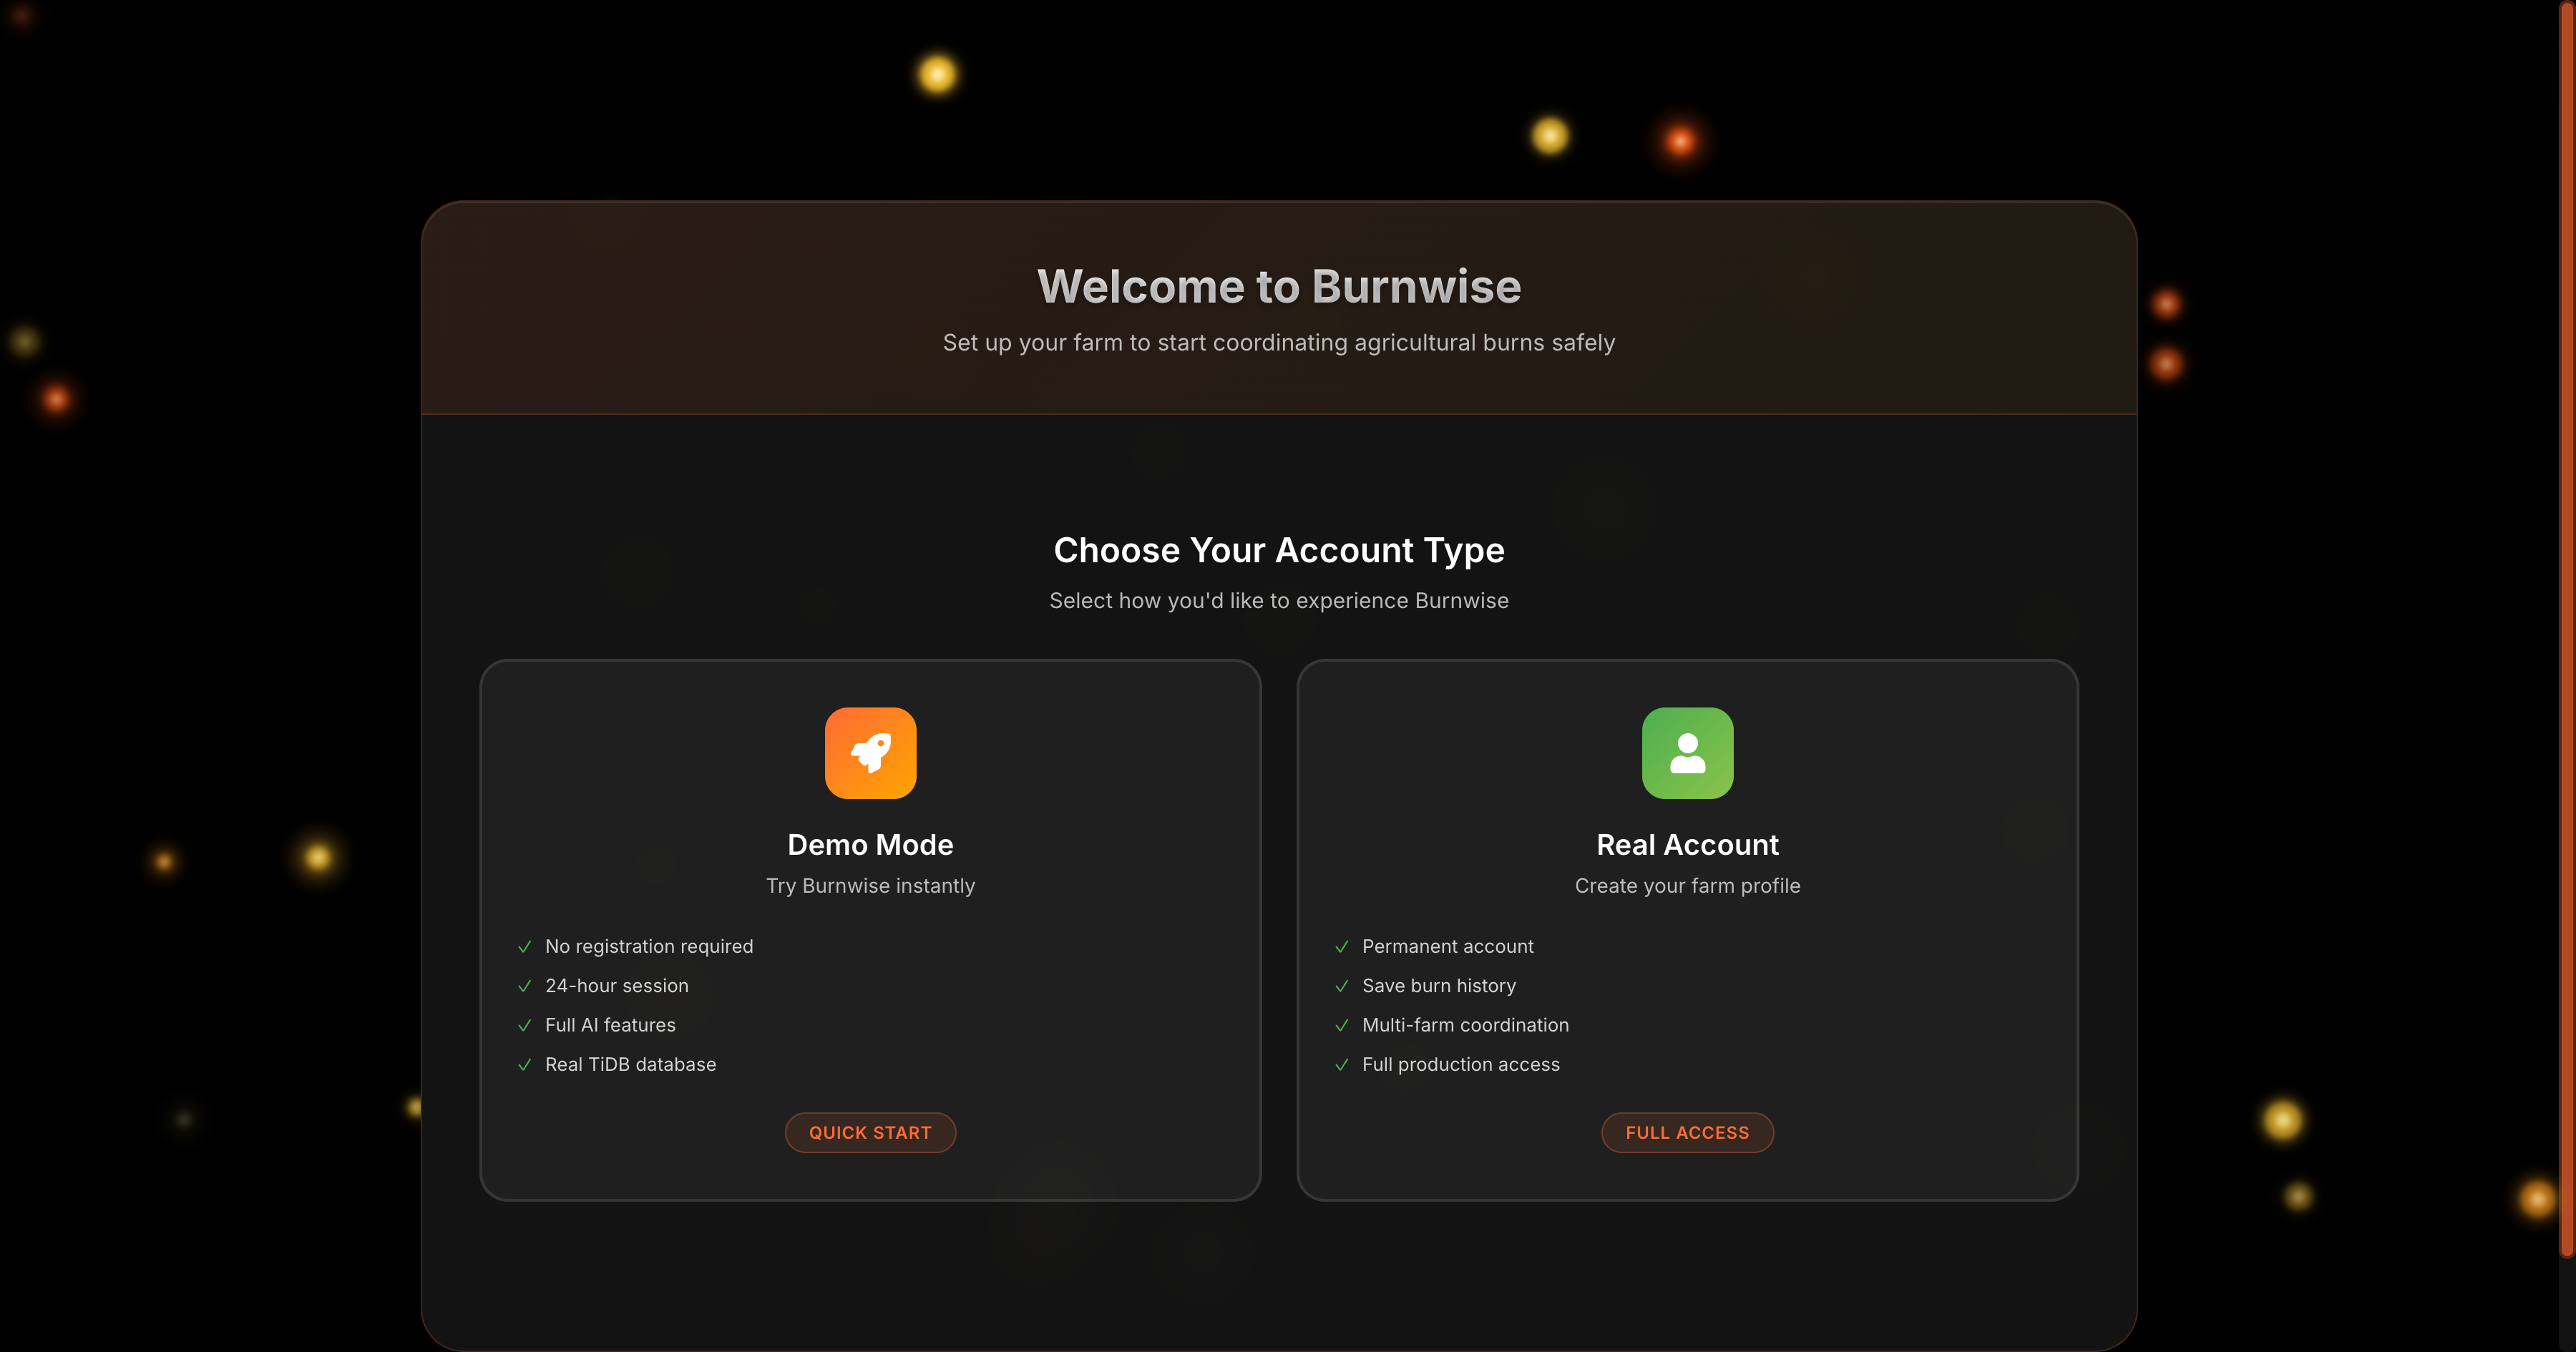 Welcome to Burnwise
Set up your farm to start coordinating agricultural burns safely
Choose Your Account Type
Select how you'd like to experience Burnwise
Demo Mode
Try Burnwise instantly
No registration required
24-hour session
Full AI features
Real TiDB database
QUICK START
Real Account
Create your farm profile
Permanent account
Save burn history
Multi-farm coordination
Full production access
FULL ACCESS